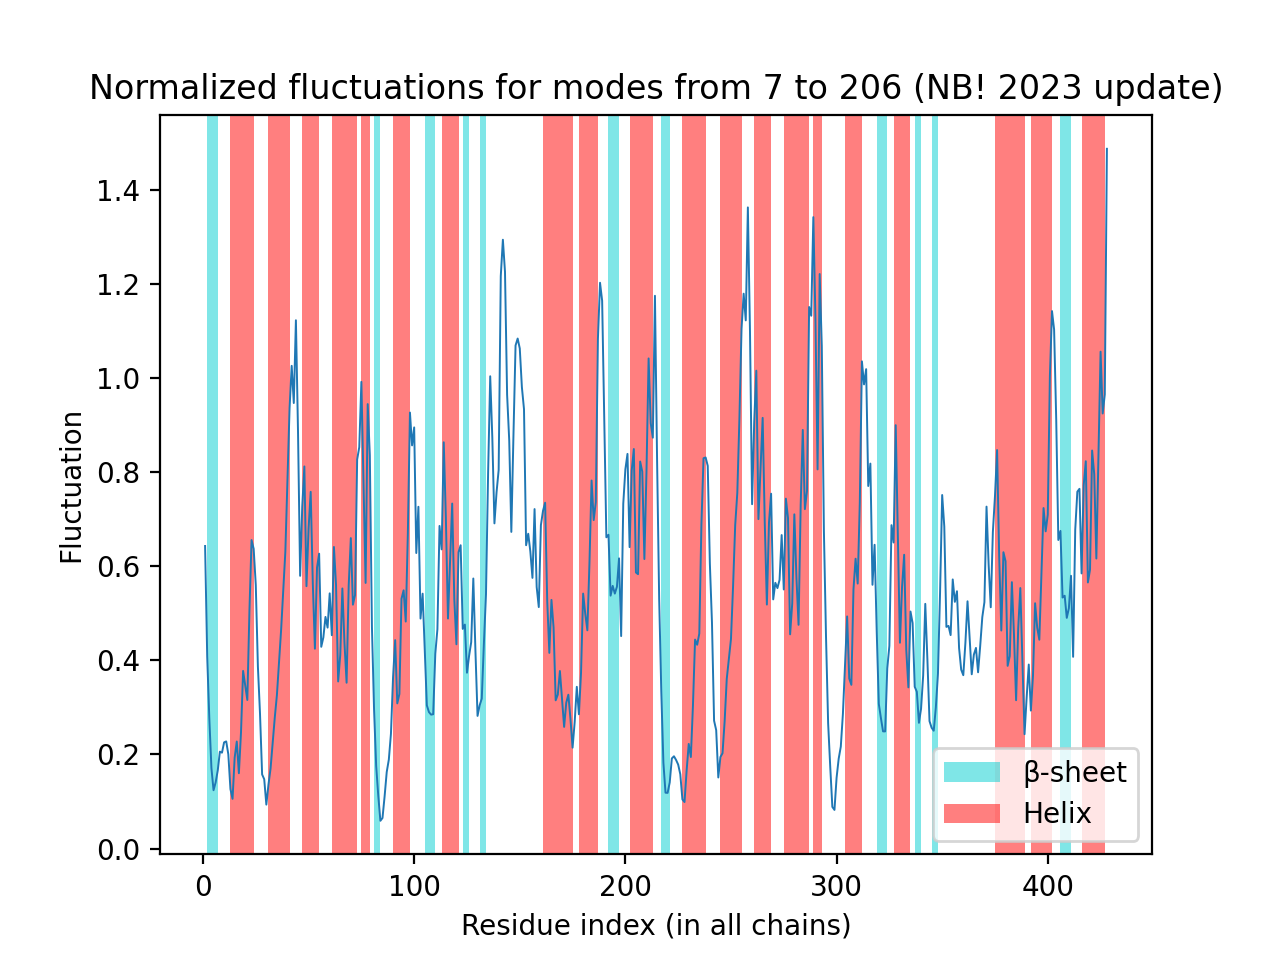 Normalized fluctuations for modes from 7 to 206 (NB! 2023 update)
1.4
1.2
1.0
0.8
0.6
0.4
0.2
0.0
Fluctuation
β-sheet
Helix
0 100 200 300 400
Residue index (in all chains)